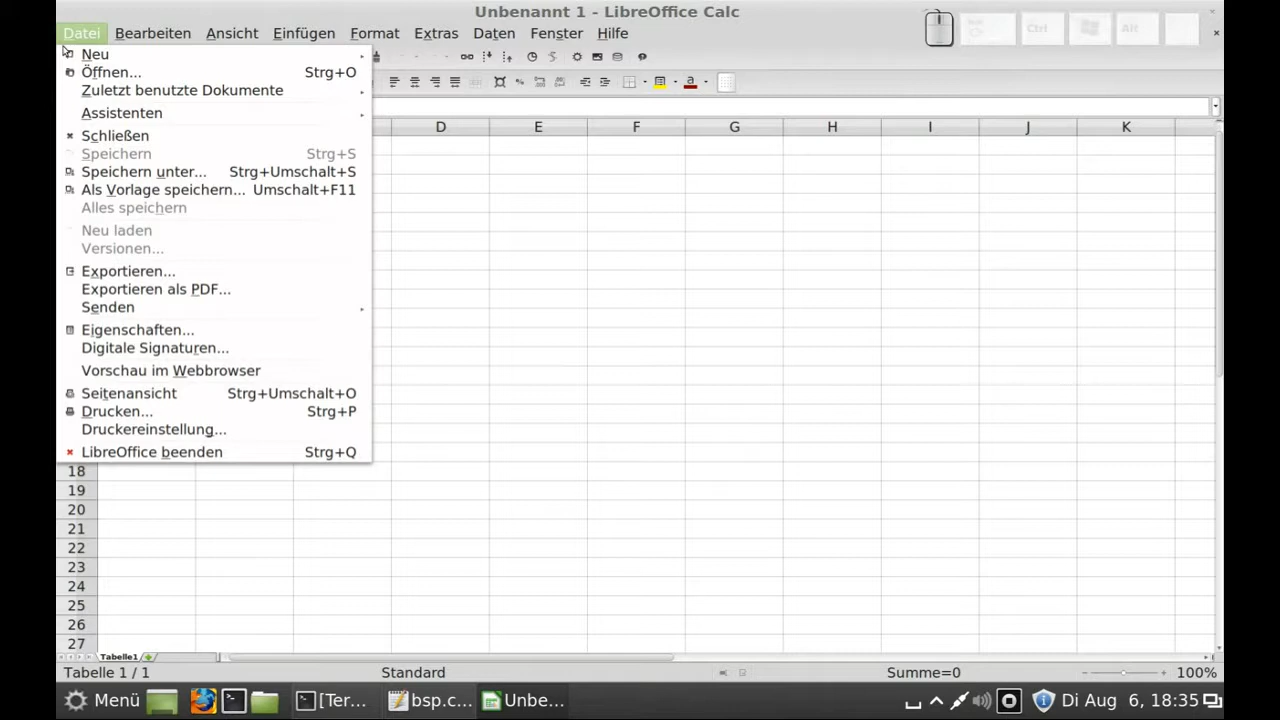 Unbenannt 1 - LibreOffice Calc
Ctrl
Alt
Datei Bearbeiten Ansicht Einfügen Format Extras Daten Fenster Hilfe
Neu
Öffnen... Strg+O
Zuletzt benutzte Dokumente
Assistenten
Schließen
Speichern Strg+S
Speichern unter... Strg+Umschalt+S
Als Vorlage speichern... Umschalt+F11
Alles speichern
Neu laden
Versionen...
Exportieren...
Exportieren als PDF...
Senden
Eigenschaften...
Digitale Signaturen...
Vorschau im Webbrowser
Seitenansicht Strg+Umschalt+O
Drucken... Strg+P
Druckereinstellung...
LibreOffice beenden Strg+Q
D E F G H I J K
18
19
20
21
22
23
24
25
26
27
Tabelle1
Tabelle 1 / 1 Standard Summe=0 100%
Menü [Ter... bsp.c... Unbe... Di Aug 6, 18:35